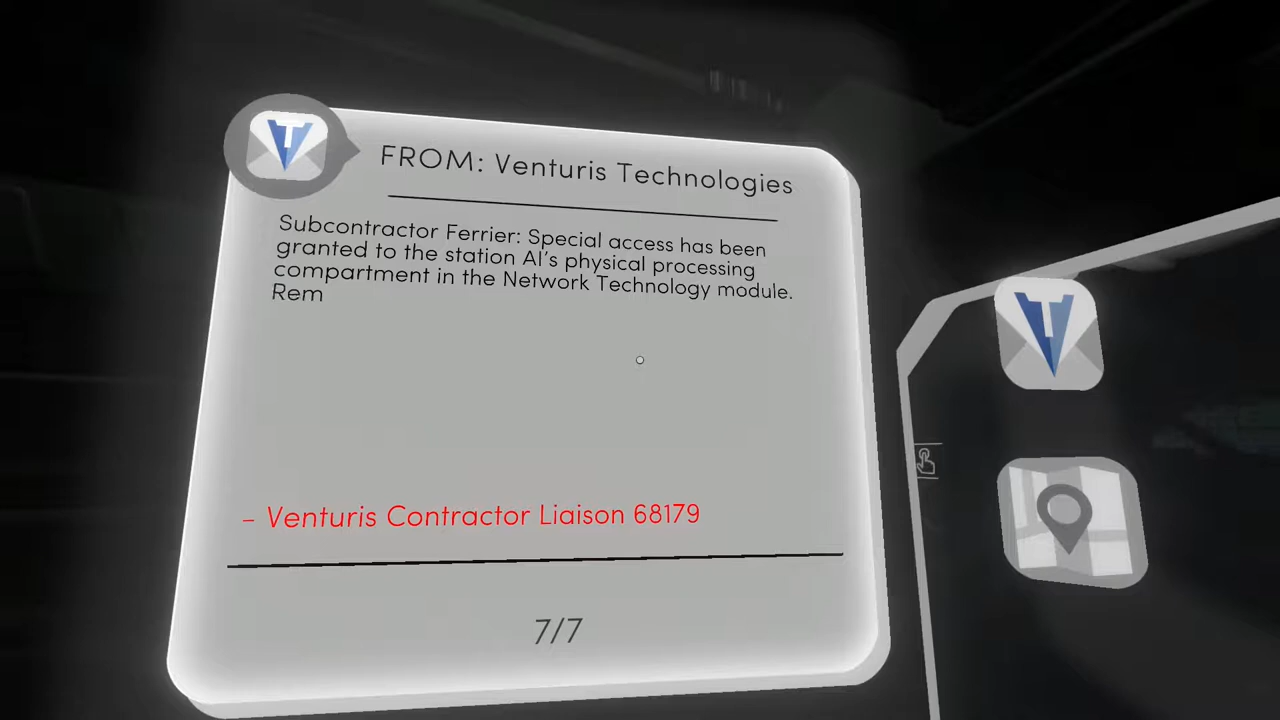 FROM: Venturis Technologies
Subcontractor Ferrier: Special access has been
granted to the station AI's physical processing
compartment in the Network Technology module.
Rem
– Venturis Contractor Liaison 68179
7/7